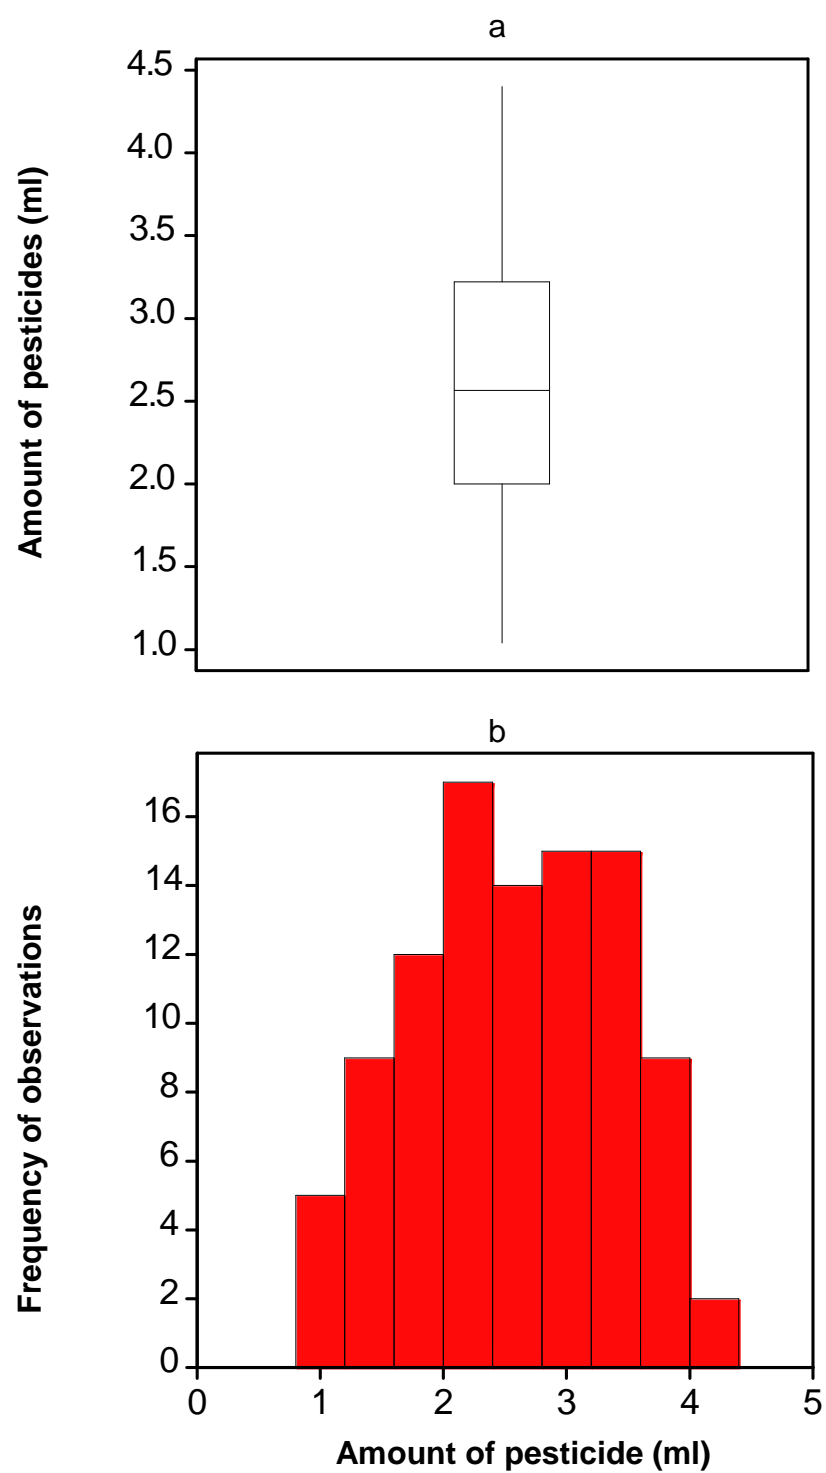 a
Amount of pesticides (ml)
4.5
4.0
3.5
3.0
2.5
2.0
1.5
1.0
b
Frequency of observations
16
14
12
10
8
6
4
2
0
0 1 2 3 4 5
Amount of pesticide (ml)